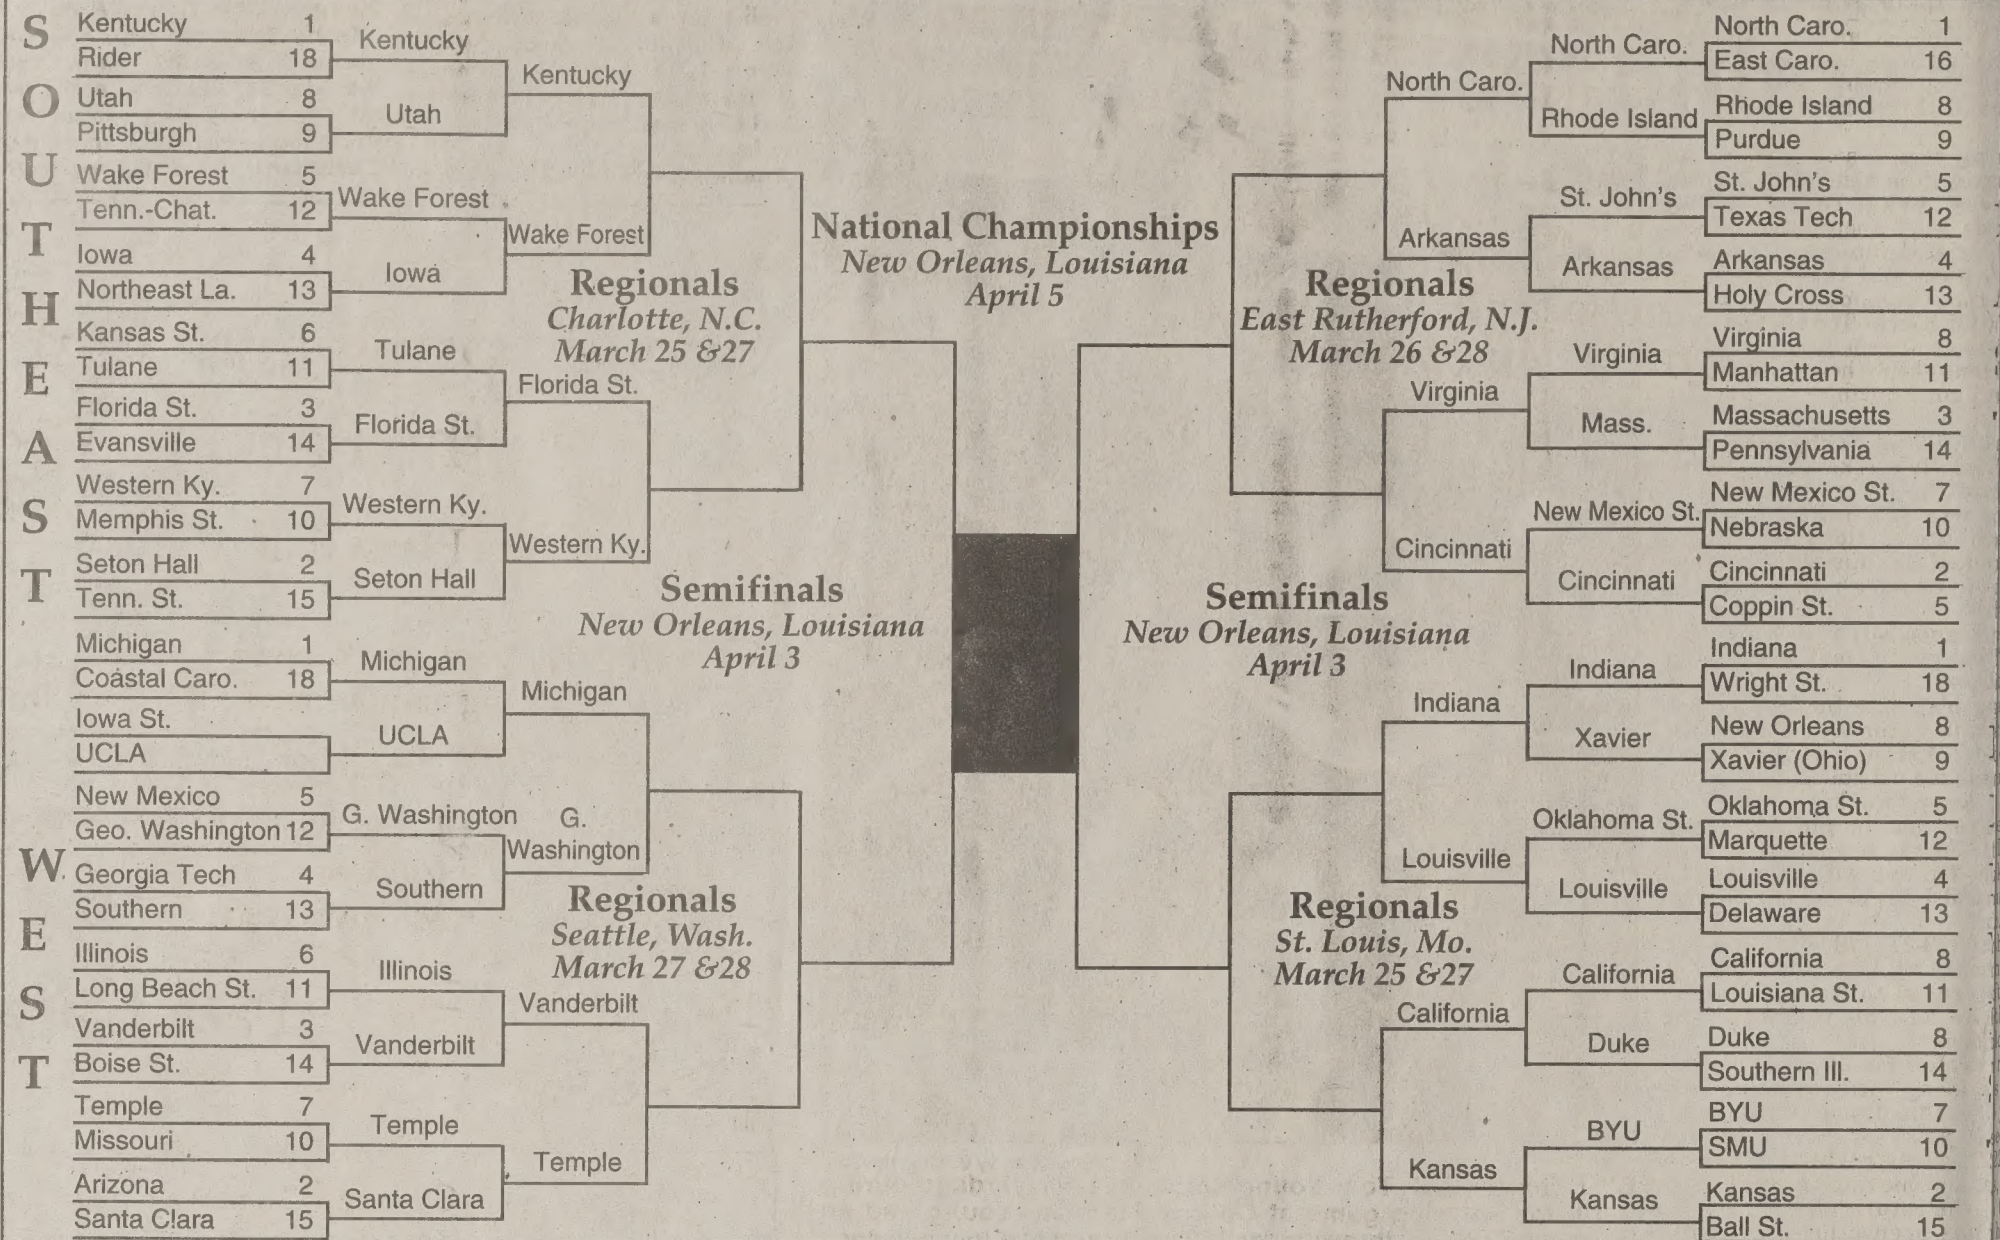 SOUTHEAST
Kentucky 1
Rider 18
Utah 8
Pittsburgh 9
Wake Forest 5
Tenn.-Chat. 12
Iowa 4
Northeast La. 13
Kansas St. 6
Tulane 11
Florida St. 3
Evansville 14
Western Ky. 7
Memphis St. 10
Seton Hall 2
Tenn. St. 15
Kentucky
Utah
Wake Forest
Iowa
Tulane
Florida St.
Western Ky.
Seton Hall
Kentucky
Wake Forest
Florida St.
Western Ky.
Regionals
Charlotte, N.C.
March 25 &27
WEST
Michigan 1
Coastal Caro. 18
Iowa St.
UCLA
New Mexico 5
Geo. Washington 12
Georgia Tech 4
Southern 13
Illinois 6
Long Beach St. 11
Vanderbilt 3
Boise St. 14
Temple 7
Missouri 10
Arizona 2
Santa Clara 15
Michigan
UCLA
G. Washington
Southern
Illinois
Vanderbilt
Temple
Santa Clara
Michigan
G.
Washington
Vanderbilt
Temple
Regionals
Seattle, Wash.
March 27 &28
Semifinals
New Orleans, Louisiana
April 3
National Championships
New Orleans, Louisiana
April 5
Semifinals
New Orleans, Louisiana
April 3
Regionals
East Rutherford, N.J.
March 26 &28
North Caro.
Arkansas
Virginia
Cincinnati
North Caro.
Rhode Island
St. John's
Arkansas
Virginia
Mass.
New Mexico St.
Cincinnati
North Caro. 1
East Caro. 16
Rhode Island 8
Purdue 9
St. John's 5
Texas Tech 12
Arkansas 4
Holy Cross 13
Virginia 8
Manhattan 11
Massachusetts 3
Pennsylvania 14
New Mexico St. 7
Nebraska 10
Cincinnati 2
Coppin St. 5
Regionals
St. Louis, Mo.
March 25 &27
Indiana
Louisville
California
Kansas
Indiana
Xavier
Oklahoma St.
Louisville
California
Duke
BYU
Kansas
Indiana 1
Wright St. 18
New Orleans 8
Xavier (Ohio) 9
Oklahoma St. 5
Marquette 12
Louisville 4
Delaware 13
California 8
Louisiana St. 11
Duke 8
Southern Ill. 14
BYU 7
SMU 10
Kansas 2
Ball St. 15